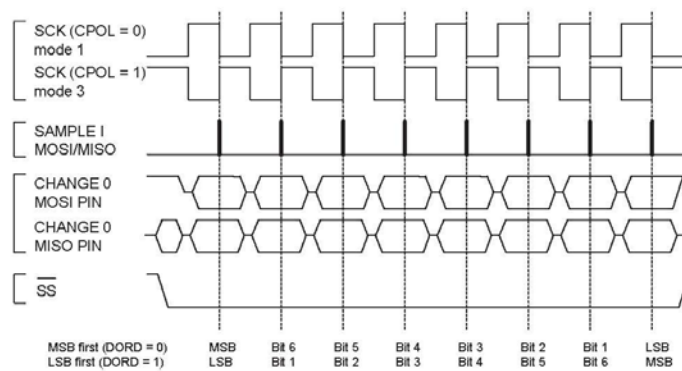 SCK (CPOL = 0)
mode 1
SCK (CPOL = 1)
mode 3
SAMPLE I
MOSI/MISO
CHANGE 0
MOSI PIN
CHANGE 0
MISO PIN
SS
MSB first (DORD = 0) MSB Bit 6 Bit 5 Bit 4 Bit 3 Bit 2 Bit 1 LSB
LSB first (DORD = 1) LSB Bit 1 Bit 2 Bit 3 Bit 4 Bit 5 Bit 6 MSB